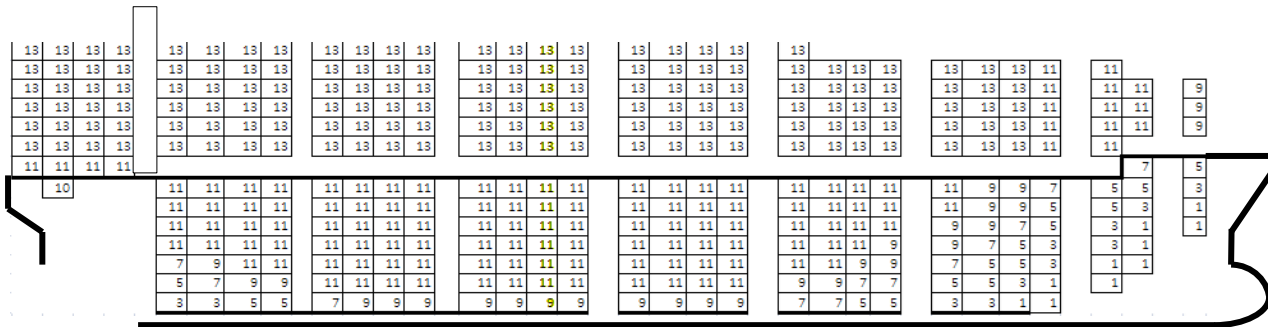 13 13 13 13 13 13 13 13 13 13 13 13 13 13 13 13 13 13 13 13 13
13 13 13 13 13 13 13 13 13 13 13 13 13 13 13 13 13 13 13 13 13 13 13 13 13 13 13 11 11
13 13 13 13 13 13 13 13 13 13 13 13 13 13 13 13 13 13 13 13 13 13 13 13 13 13 13 11 11 11 9
13 13 13 13 13 13 13 13 13 13 13 13 13 13 13 13 13 13 13 13 13 13 13 13 13 13 13 11 11 11 9
13 13 13 13 13 13 13 13 13 13 13 13 13 13 13 13 13 13 13 13 13 13 13 13 13 13 13 11 11 11 9
13 13 13 13 13 13 13 13 13 13 13 13 13 13 13 13 13 13 13 13 13 13 13 13 13 13 13 11 11
11 11 11 11 7 5
10 11 11 11 11 11 11 11 11 11 11 11 11 11 11 11 11 11 11 11 11 11 9 9 7 5 5 3
11 11 11 11 11 11 11 11 11 11 11 11 11 11 11 11 11 11 11 11 11 9 9 5 5 3 1
11 11 11 11 11 11 11 11 11 11 11 11 11 11 11 11 11 11 11 11 9 9 7 5 3 1 1
11 11 11 11 11 11 11 11 11 11 11 11 11 11 11 11 11 11 11 9 9 7 5 3 3 1
7 9 11 11 11 11 11 11 11 11 11 11 11 11 11 11 11 11 9 9 7 5 5 3 1 1
5 7 9 9 11 11 11 11 11 11 11 11 11 11 11 11 9 9 7 7 5 5 3 1 1
3 3 5 5 7 9 9 9 9 9 9 9 9 9 9 9 7 7 5 5 3 3 1 1